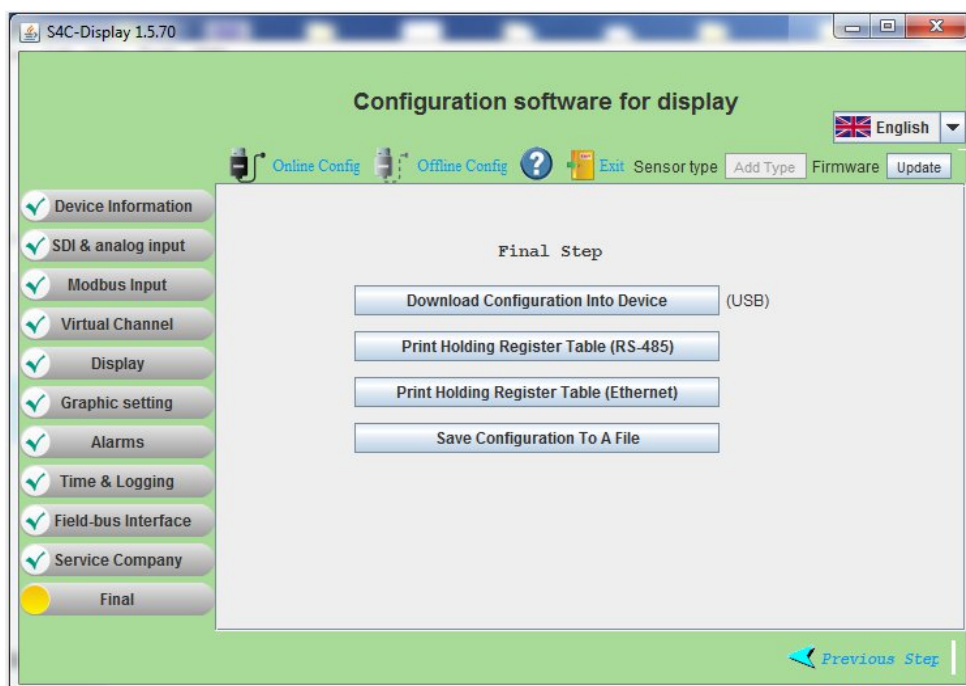 S4C-Display 1.5.70
Configuration software for display
English
Online Config Offline Config ? Exit Sensor type Add Type Firmware Update
Device Information
SDI & analog input
Modbus Input
Virtual Channel
Display
Graphic setting
Alarms
Time & Logging
Field-bus Interface
Service Company
Final
Final Step
Download Configuration Into Device (USB)
Print Holding Register Table (RS-485)
Print Holding Register Table (Ethernet)
Save Configuration To A File
Previous Step